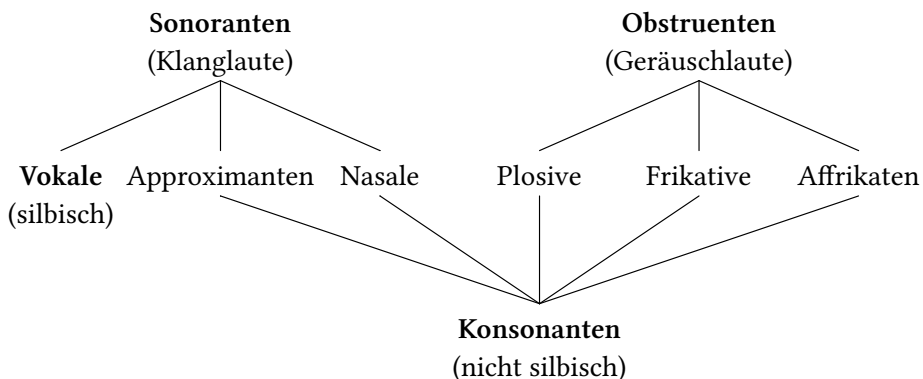 Sonoranten Obstruenten
(Klanglaute) (Geräuschlaute)
Vokale Approximanten Nasale Plosive Frikative Affrikaten
(silbisch)
Konsonanten
(nicht silbisch)